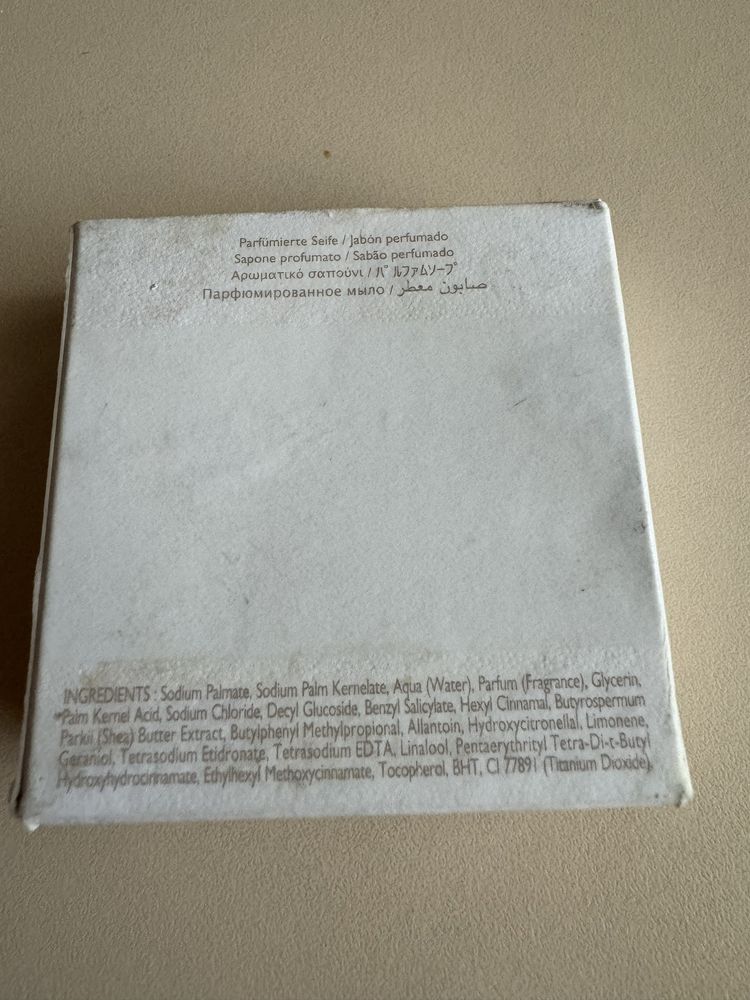 Parfümierte Seife / Jabón perfumado
Sapone profumato / Sabão perfumado
Αρωματικό σαπούνι / パルファムソープ
Парфюмированное мыло / صابون معطر
INGREDIENTS : Sodium Palmate, Sodium Palm Kernelate, Aqua (Water), Parfum (Fragrance), Glycerin,
*Palm Kernel Acid, Sodium Chloride, Decyl Glucoside, Benzyl Salicylate, Hexyl Cinnamal, Butyrospermum
Parkii (Shea) Butter Extract, Butylphenyl Methylpropional, Allantoin, Hydroxycitronellal, Limonene,
Geraniol, Tetrasodium Etidronate, Tetrasodium EDTA, Linalool, Pentaerythrityl Tetra-Di-t-Butyl
Hydroxyhydrocinnamate, Ethylhexyl Methoxycinnamate, Tocopherol, BHT, CI 77891 (Titanium Dioxide).